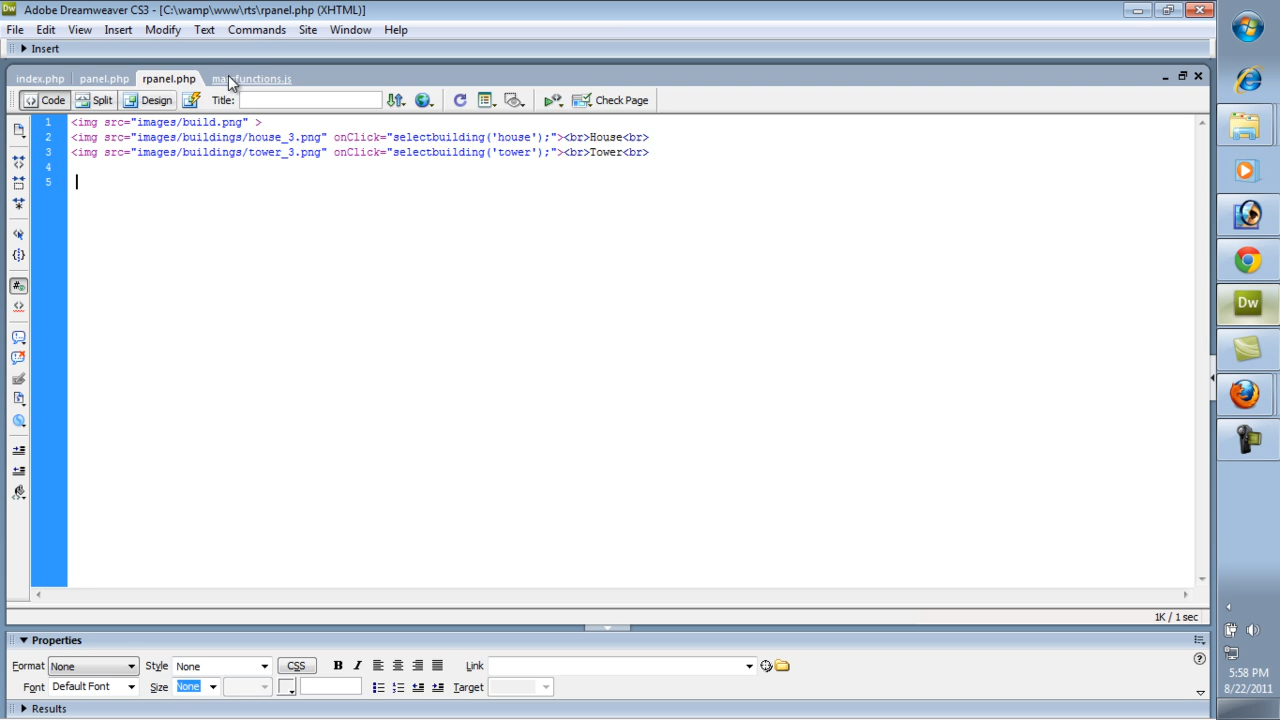 Dw Adobe Dreamweaver CS3 - [C:\wamp\www\rts\rpanel.php (XHTML)]
File Edit View Insert Modify Text Commands Site Window Help
Insert
index.php panel.php rpanel.php functions.js
Code Split Design Title: Check Page
1 <img src="images/build.png" >
2 <img src="images/buildings/house_3.png" onClick="selectbuilding('house');"><br>House<br>
3 <img src="images/buildings/tower_3.png" onClick="selectbuilding('tower');"><br>Tower<br>
4
5
1K / 1 sec
Properties
Format None Style None CSS B I Link
Font Default Font Size None Target
Results
Dw
5:58 PM
8/22/2011